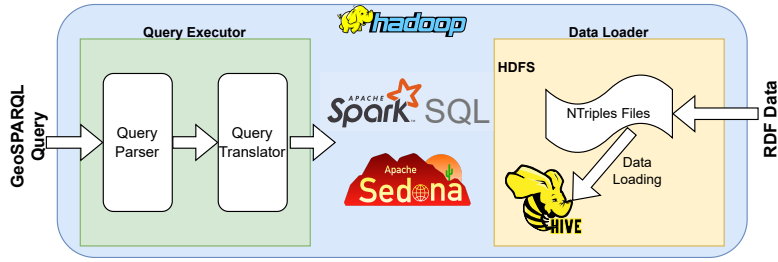 hadoop
Query Executor
Data Loader
GeoSPARQL
Query
Query
Parser
Query
Translator
APACHE
Spark SQL
Apache
Sedona
HDFS
NTriples Files
Data
Loading
HIVE
RDF Data